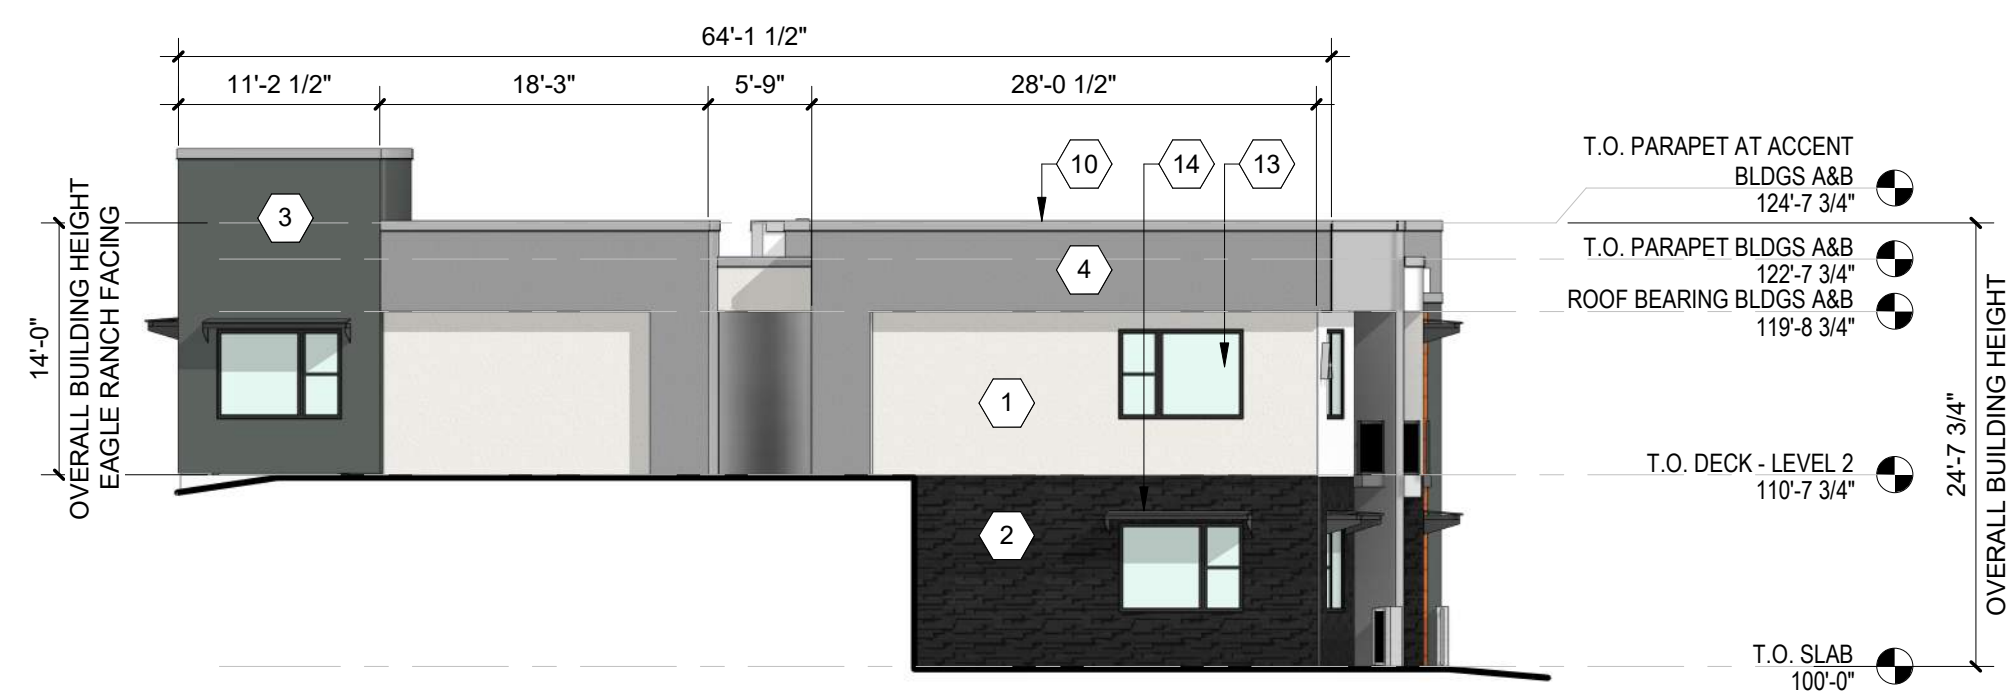 64'-1 1/2"
11'-2 1/2"
18'-3"
5'-9"
28'-0 1/2"
10
14
13
3
4
1
2
14'-0"
OVERALL BUILDING HEIGHT
EAGLE RANCH FACING
T.O. PARAPET AT ACCENT
BLDGS A&B
124'-7 3/4"
T.O. PARAPET BLDGS A&B
122'-7 3/4"
ROOF BEARING BLDGS A&B
119'-8 3/4"
T.O. DECK - LEVEL 2
110'-7 3/4"
T.O. SLAB
100'-0"
24'-7 3/4"
OVERALL BUILDING HEIGHT